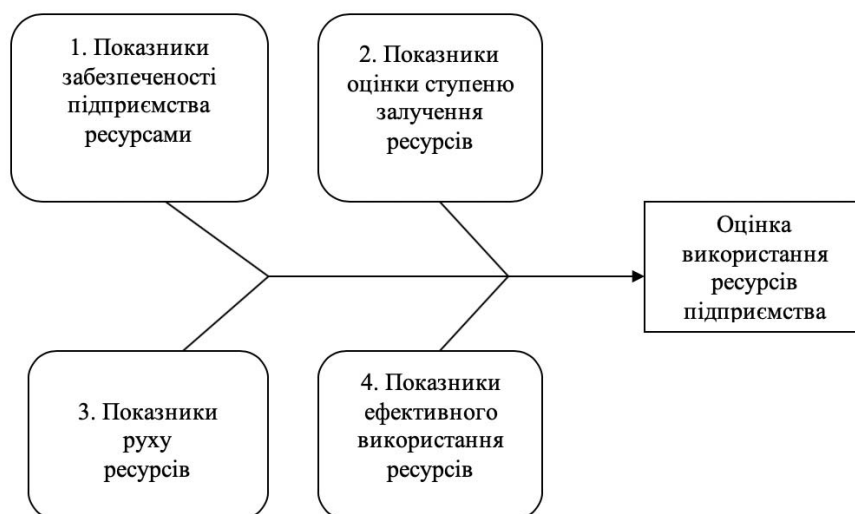 1. Показники
забезпеченості
підприємства
ресурсами
2. Показники
оцінки ступеню
залучення
ресурсів
Оцінка
використання
ресурсів
підприємства
3. Показники
руху
ресурсів
4. Показники
ефективного
використання
ресурсів